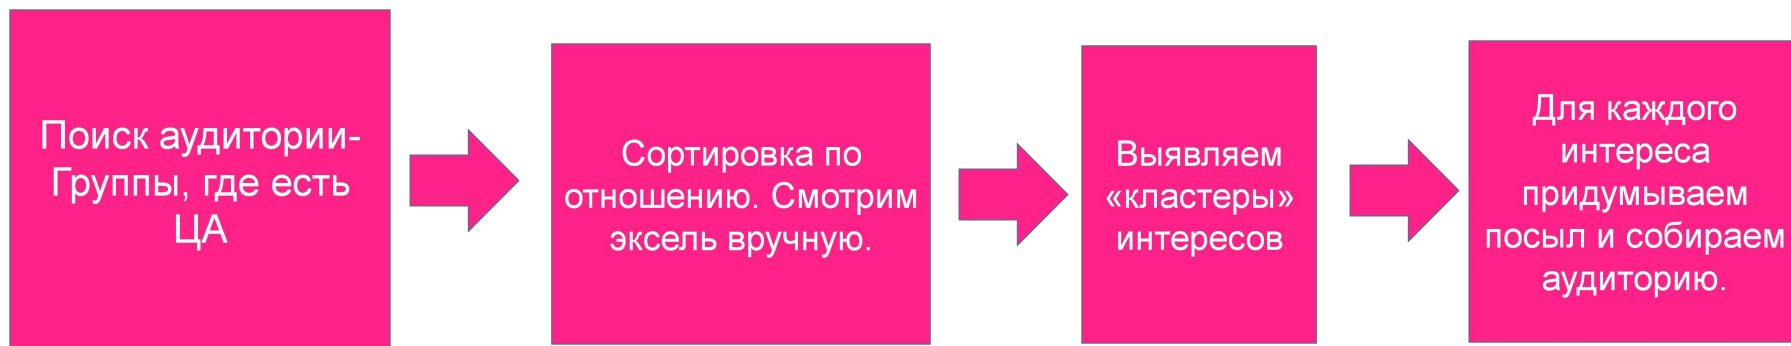 Поиск аудитории-
Группы, где есть
ЦА
Сортировка по
отношению. Смотрим
эксель вручную.
Выявляем
«кластеры»
интересов
Для каждого
интереса
придумываем
посыл и собираем
аудиторию.